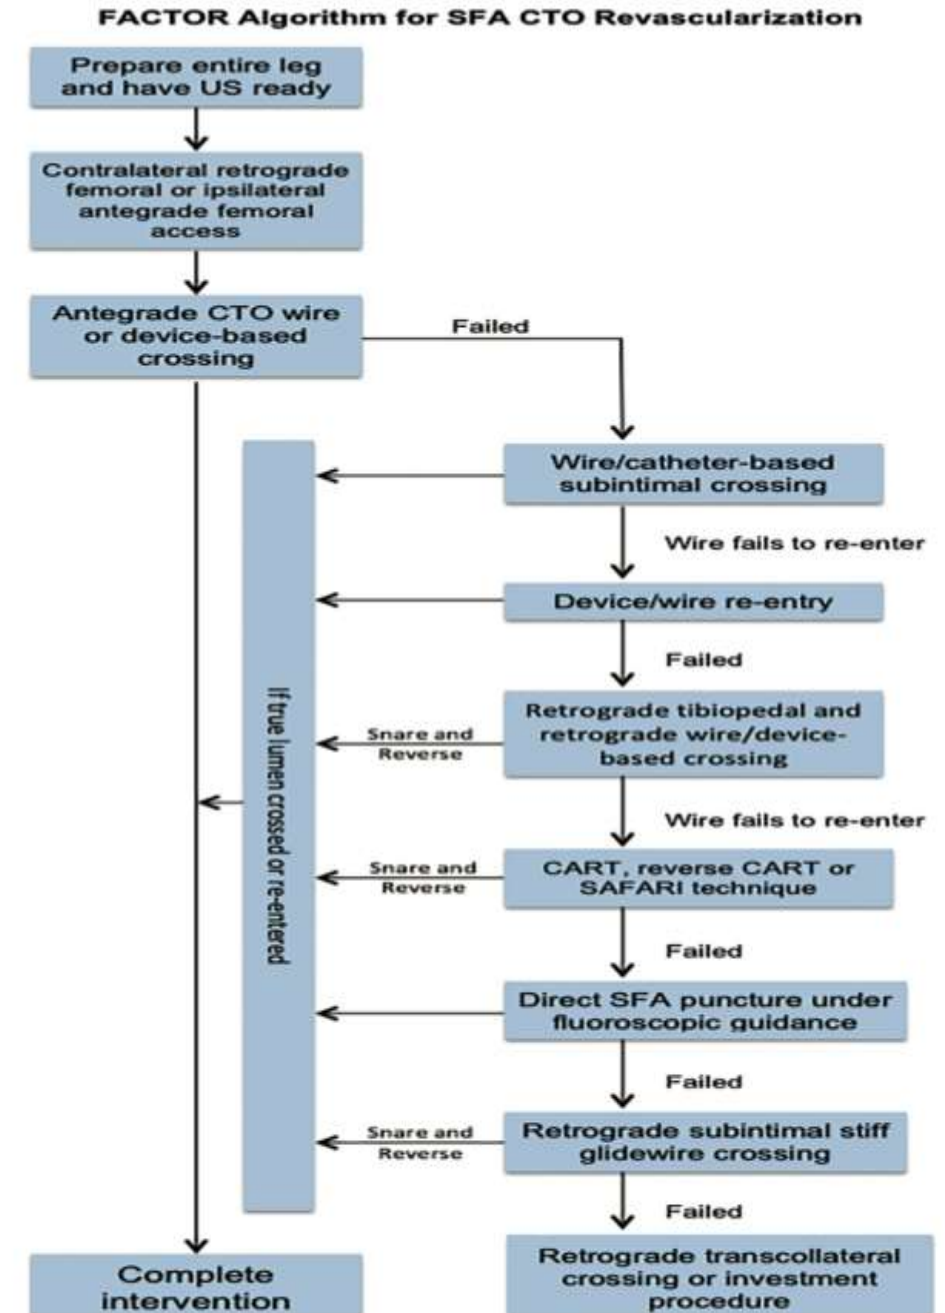 FACTOR Algorithm for SFA CTO Revascularization
Prepare entire leg
and have US ready
Contralateral retrograde
femoral or ipsilateral
antegrade femoral
access
Antegrade CTO wire
or device-based
crossing
Failed
Wire/catheter-based
subintimal crossing
Wire fails to re-enter
Device/wire re-entry
Failed
Retrograde tibiopedal and
retrograde wire/device-
based crossing
Snare and
Reverse
Wire fails to re-enter
CART, reverse CART or
SAFARI technique
Snare and
Reverse
Failed
Direct SFA puncture under
fluoroscopic guidance
Failed
Retrograde subintimal stiff
glidewire crossing
Snare and
Reverse
Failed
Retrograde transcollateral
crossing or investment
procedure
If true lumen crossed or re-entered
Complete
intervention